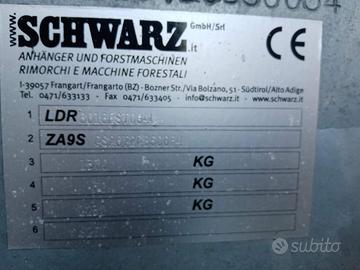 www.
SCHWARZ
GmbH/Srl
.it
CE
ANHÄNGER UND FORSTMASCHINEN
RIMORCHI E MACCHINE FORESTALI
I-39057 Frangart/Frangarto (BZ) - Bozner Str./Via Bolzano, 51 - Südtirol/Alto Adige
Tel. 0471/633133 - Fax 0471/633405 - info@schwarz.it - www.schwarz.it
1 LDR
2 ZA9S
3 KG
4 KG
5 KG
6
subito